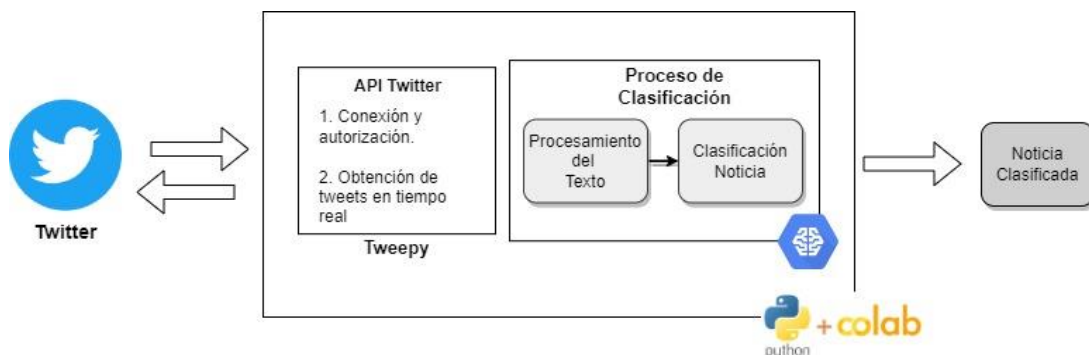 Twitter
API Twitter
1. Conexión y
autorización.
2. Obtención de
tweets en tiempo
real
Tweepy
Proceso de
Clasificación
Procesamiento
del
Texto
Clasificación
Noticia
Noticia
Clasificada
python
+ colab